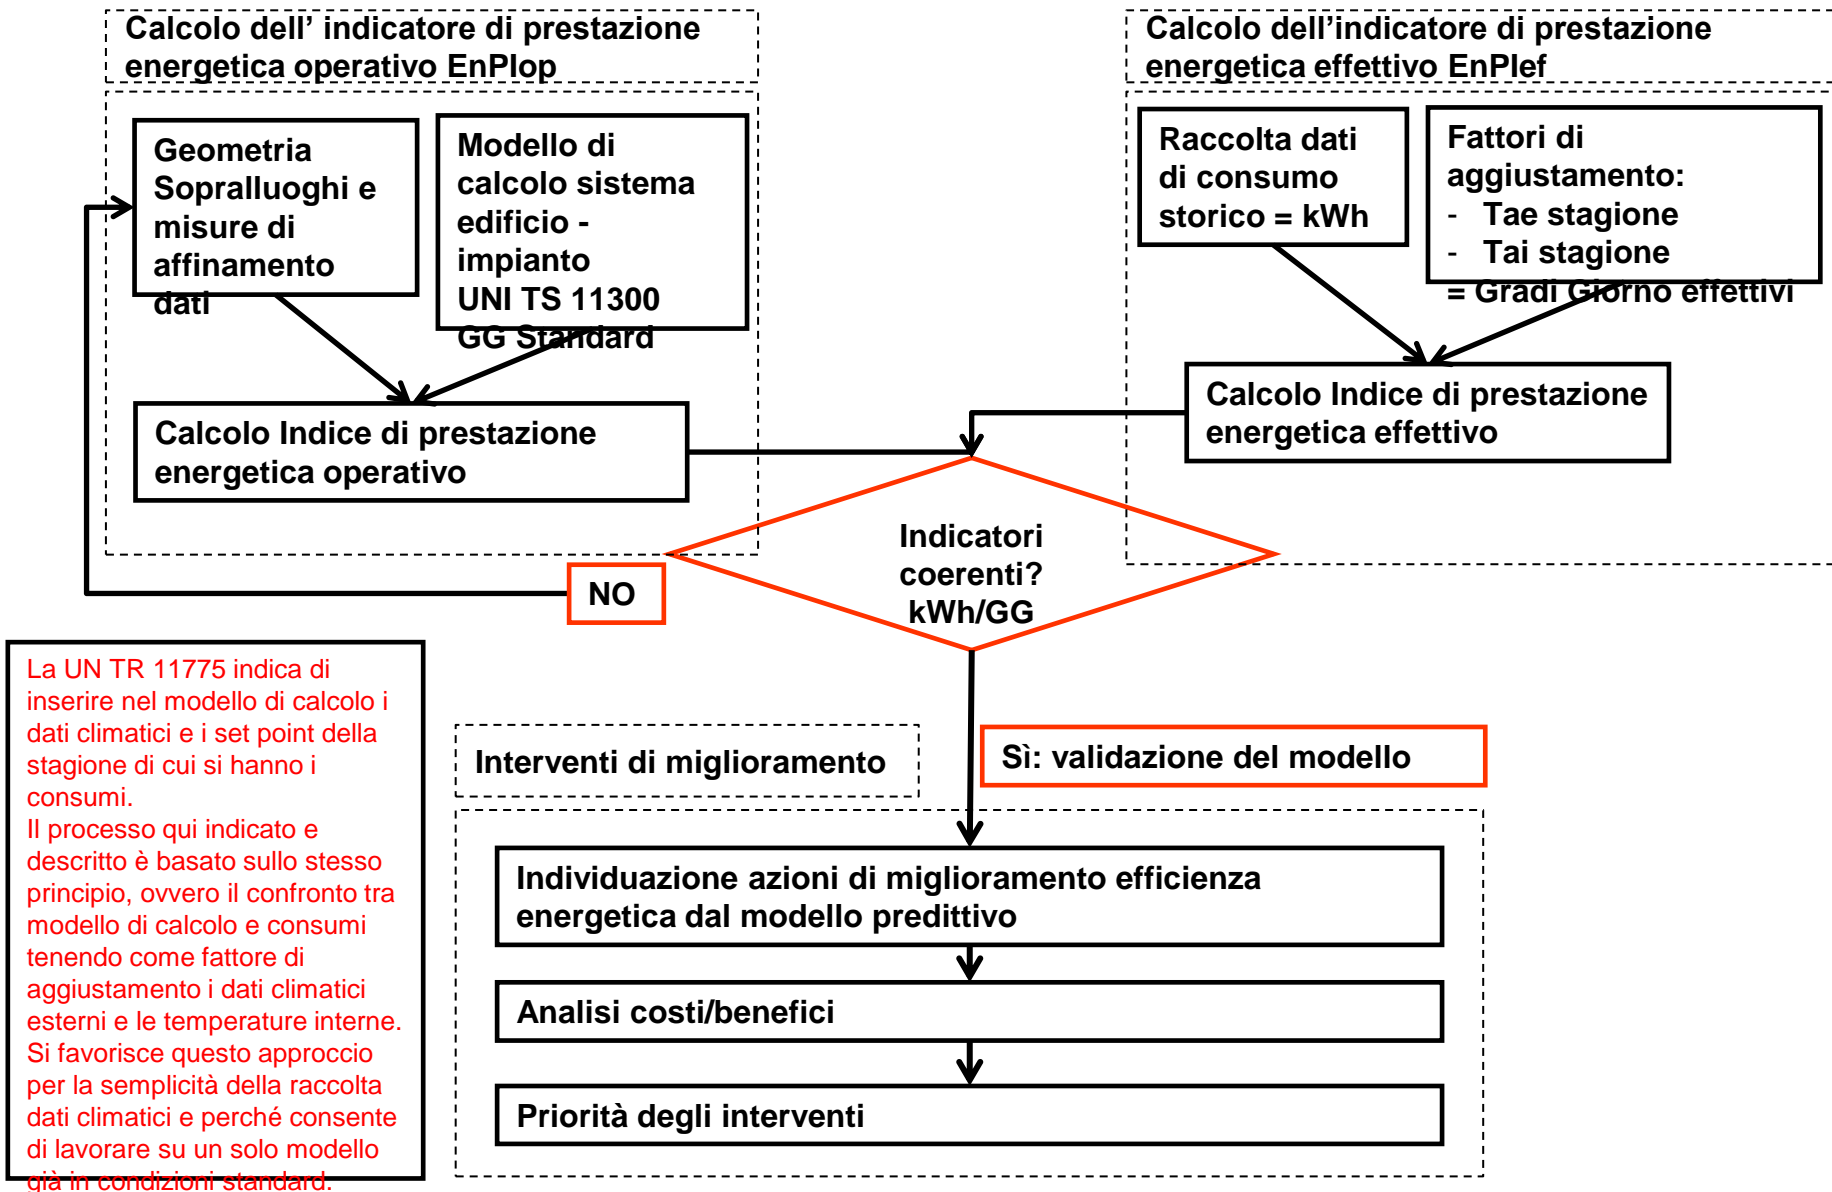 Calcolo dell’ indicatore di prestazione
energetica operativo EnPIop
Calcolo dell’indicatore di prestazione
energetica effettivo EnPIef
Geometria
Sopralluoghi e
misure di
affinamento
dati
Modello di
calcolo sistema
edificio -
impianto
UNI TS 11300
GG Standard
Raccolta dati
di consumo
storico = kWh
Fattori di
aggiustamento:
- Tae stagione
- Tai stagione
= Gradi Giorno effettivi
Calcolo Indice di prestazione
energetica operativo
Calcolo Indice di prestazione
energetica effettivo
Indicatori
coerenti?
kWh/GG
NO
La UN TR 11775 indica di
inserire nel modello di calcolo i
dati climatici e i set point della
stagione di cui si hanno i
consumi.
Il processo qui indicato e
descritto è basato sullo stesso
principio, ovvero il confronto tra
modello di calcolo e consumi
tenendo come fattore di
aggiustamento i dati climatici
esterni e le temperature interne.
Si favorisce questo approccio
per la semplicità della raccolta
dati climatici e perché consente
di lavorare su un solo modello
già in condizioni standard.
Interventi di miglioramento
Sì: validazione del modello
Individuazione azioni di miglioramento efficienza
energetica dal modello predittivo
Analisi costi/benefici
Priorità degli interventi